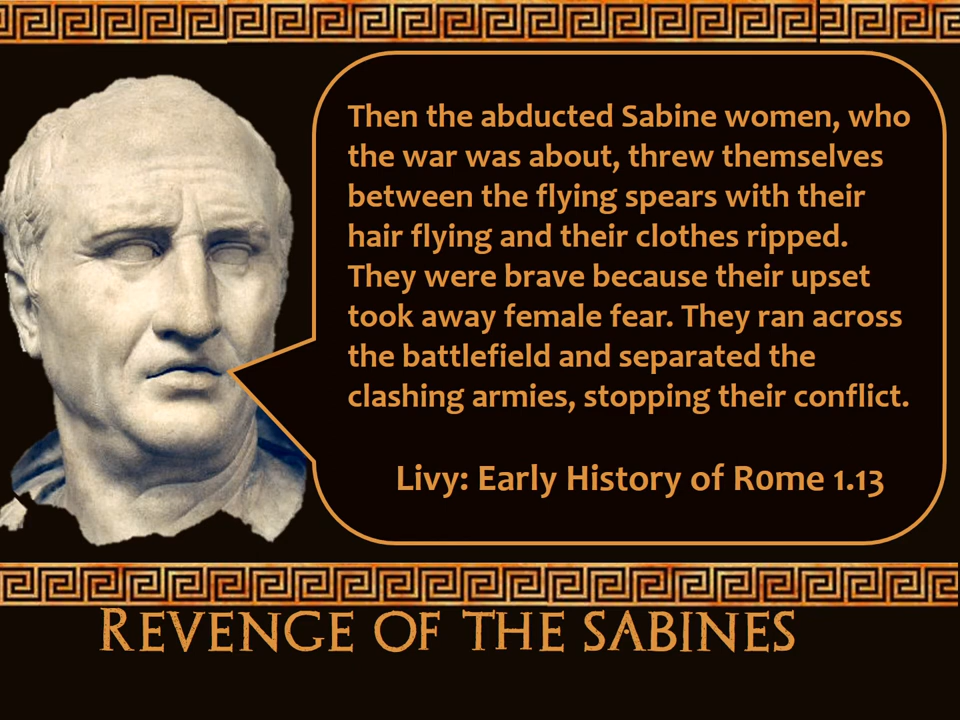 Then the abducted Sabine women, who
the war was about, threw themselves
between the flying spears with their
hair flying and their clothes ripped.
They were brave because their upset
took away female fear. They ran across
the battlefield and separated the
clashing armies, stopping their conflict.
Livy: Early History of R0me 1.13
REVENGE OF THE SABINES